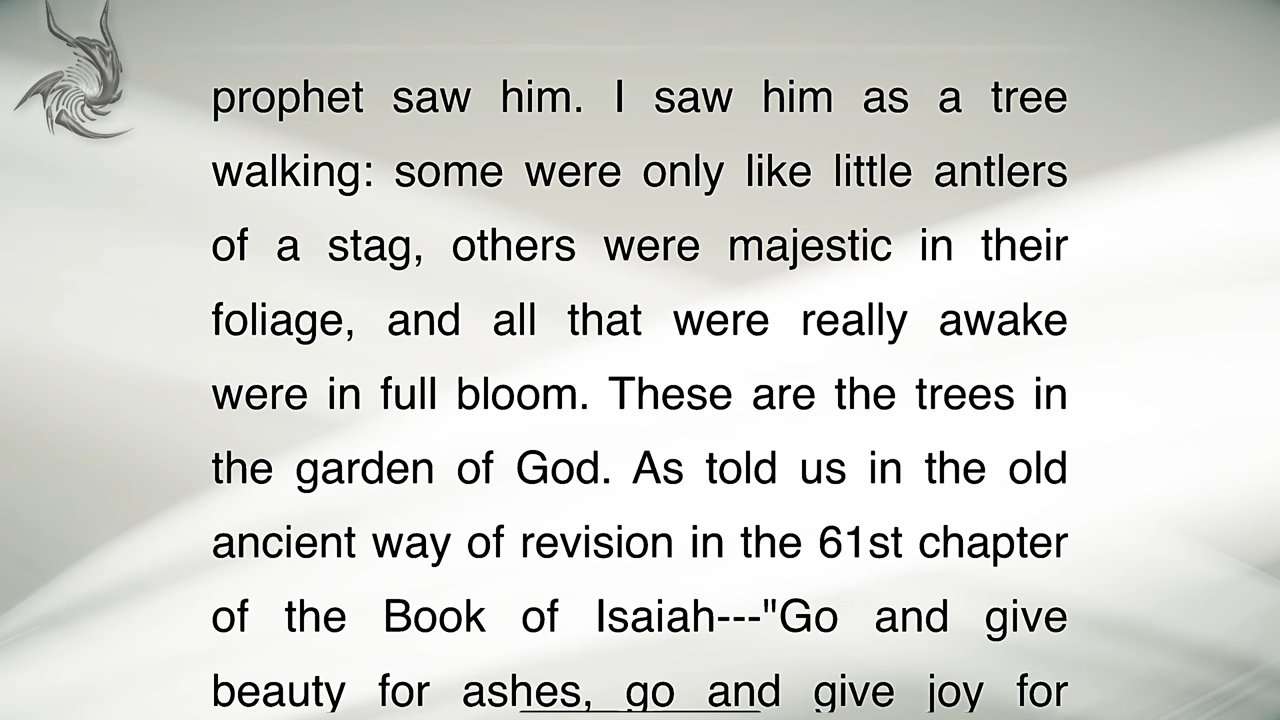 prophet saw him. I saw him as a tree
walking: some were only like little antlers
of a stag, others were majestic in their
foliage, and all that were really awake
were in full bloom. These are the trees in
the garden of God. As told us in the old
ancient way of revision in the 61st chapter
of the Book of Isaiah---"Go and give
beauty for ashes, go and give joy for